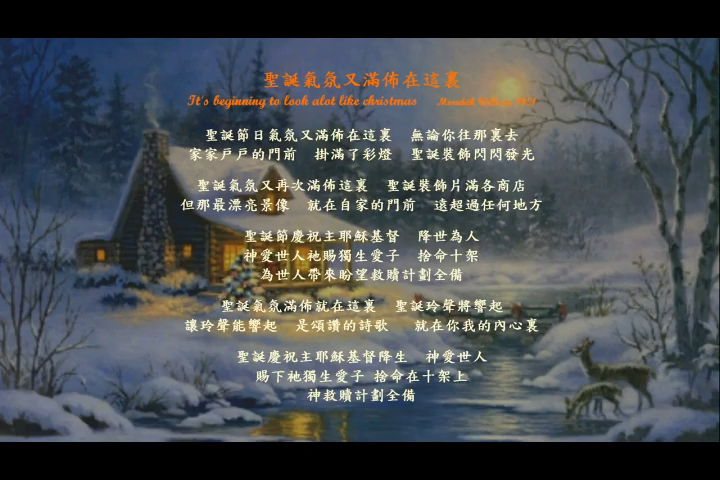 聖誕氣氛又滿佈在這裏
It's beginning to look alot like christmas
聖誕節日氣氛又滿佈在這裏 無論你往那裏去
家家戶戶的門前 掛滿了彩燈 聖誕裝飾閃閃發光
聖誕氣氛又再次滿佈這裏 聖誕裝飾片滿各商店
但那最漂亮景像 就在自家的門前 遠超過任何地方
聖誕節慶祝主耶穌基督 降世為人
神愛世人祂賜獨生愛子 捨命十架
為世人帶來盼望救贖計劃全備
聖誕氣氛滿佈就在這裏 聖誕玲聲將響起
讓玲聲能響起 是頌讚的詩歌 就在你我的內心裏
聖誕慶祝主耶穌基督降生 神愛世人
賜下祂獨生愛子 捨命在十架上
神救贖計劃全備